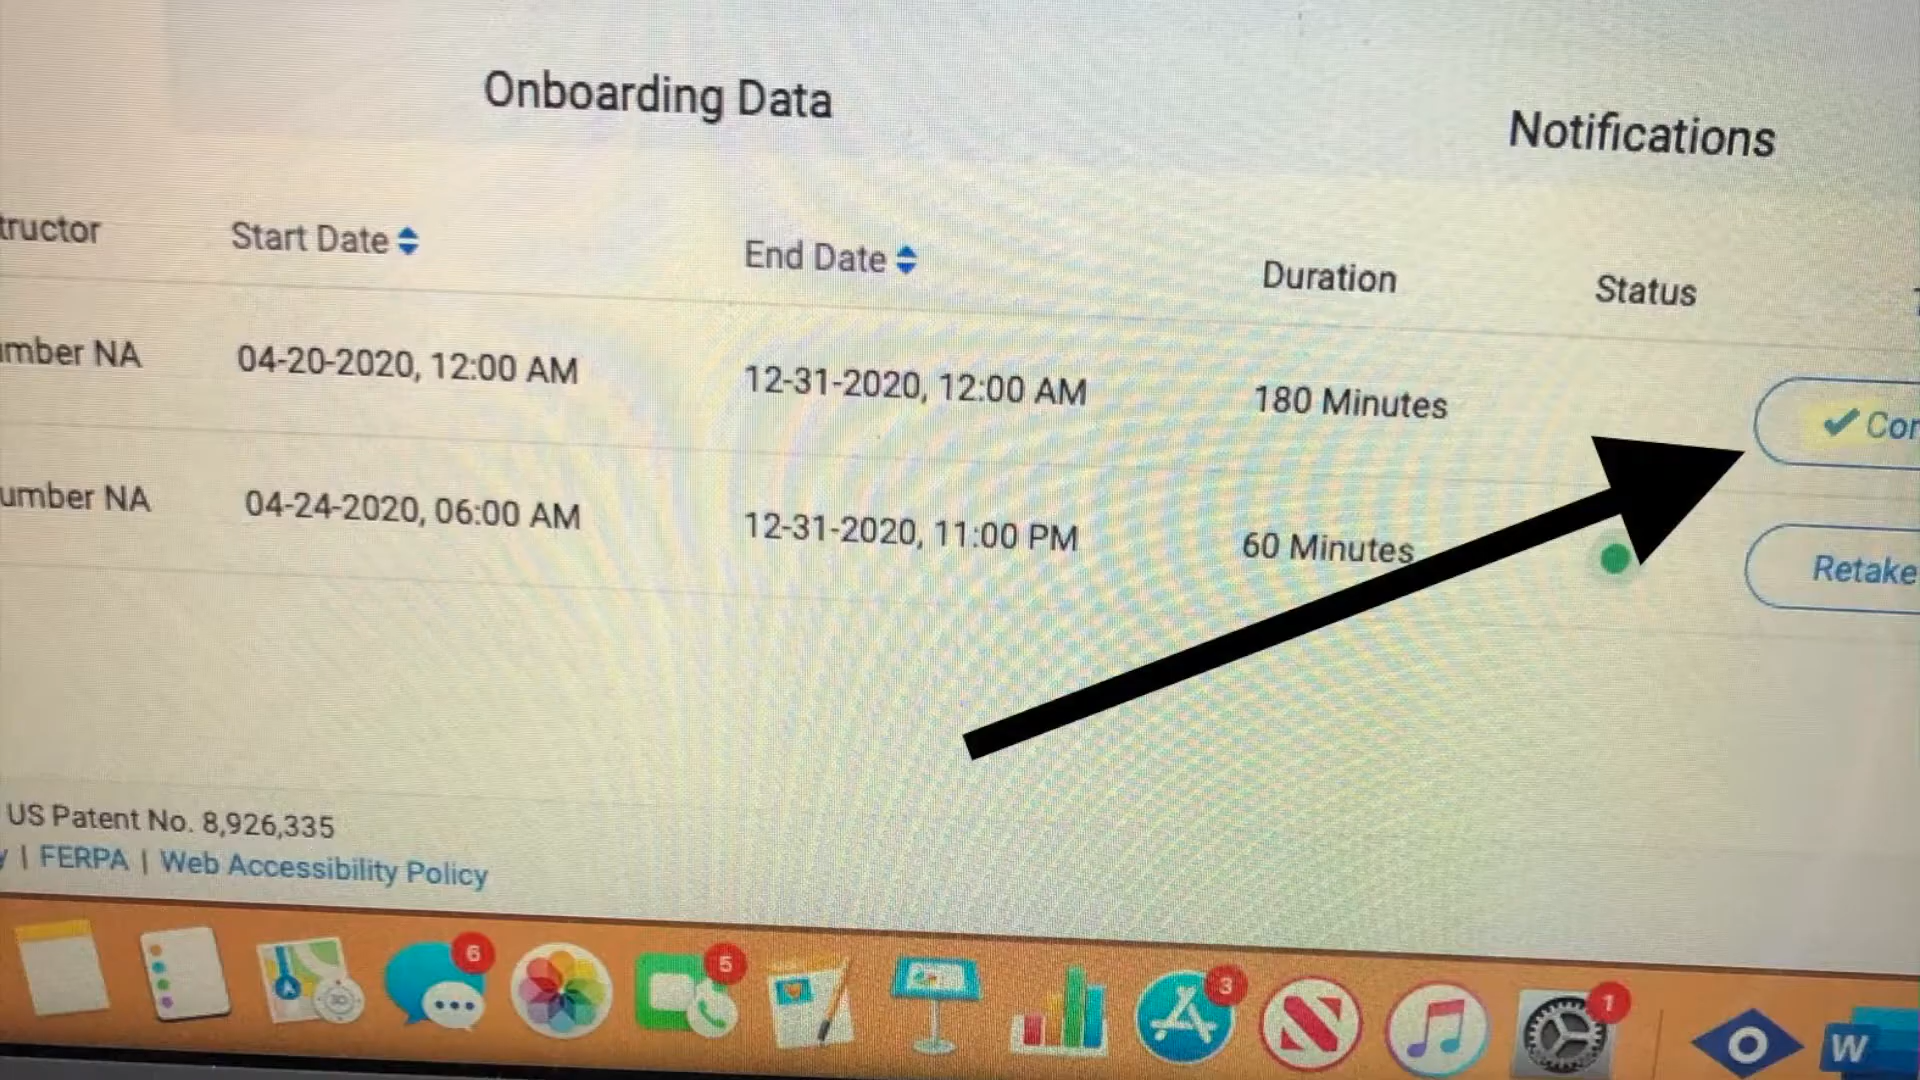 Onboarding Data
Notifications
tructor Start Date End Date Duration Status
mber NA 04-20-2020, 12:00 AM 12-31-2020, 12:00 AM 180 Minutes Con
umber NA 04-24-2020, 06:00 AM 12-31-2020, 11:00 PM 60 Minutes Retake
US Patent No. 8,926,335
y | FERPA | Web Accessibility Policy
6
5
3
1
3D
W